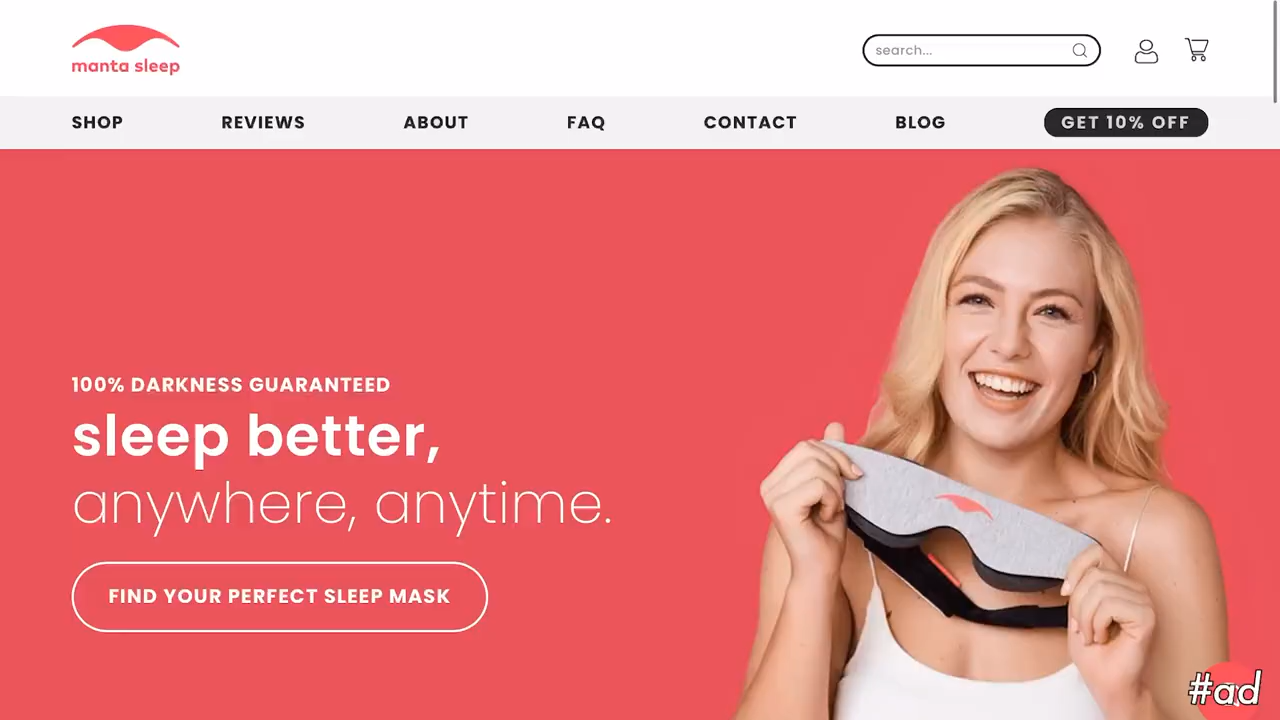 manta sleep
search...
SHOP REVIEWS ABOUT FAQ CONTACT BLOG GET 10% OFF
100% DARKNESS GUARANTEED
sleep better,
anywhere, anytime.
FIND YOUR PERFECT SLEEP MASK
#ad